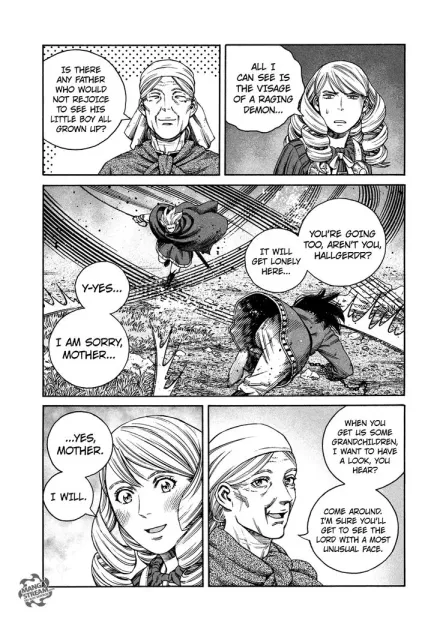 IS THERE
ANY FATHER
WHO WOULD
NOT REJOICE
TO SEE HIS
LITTLE BOY ALL
GROWN UP?
ALL I
CAN SEE IS
THE VISAGE
OF A RAGING
DEMON...
YOU'RE GOING
TOO, AREN'T YOU,
HALLGERDR?
IT WILL
GET LONELY
HERE...
Y-YES...
I AM SORRY,
MOTHER...
...YES,
MOTHER.
I WILL.
WHEN YOU
GET US SOME
GRANDCHILDREN,
I WANT TO HAVE
A LOOK, YOU
HEAR?
COME AROUND.
I'M SURE YOU'LL
GET TO SEE THE
LORD WITH A MOST
UNUSUAL FACE.
MANGA
STREAM